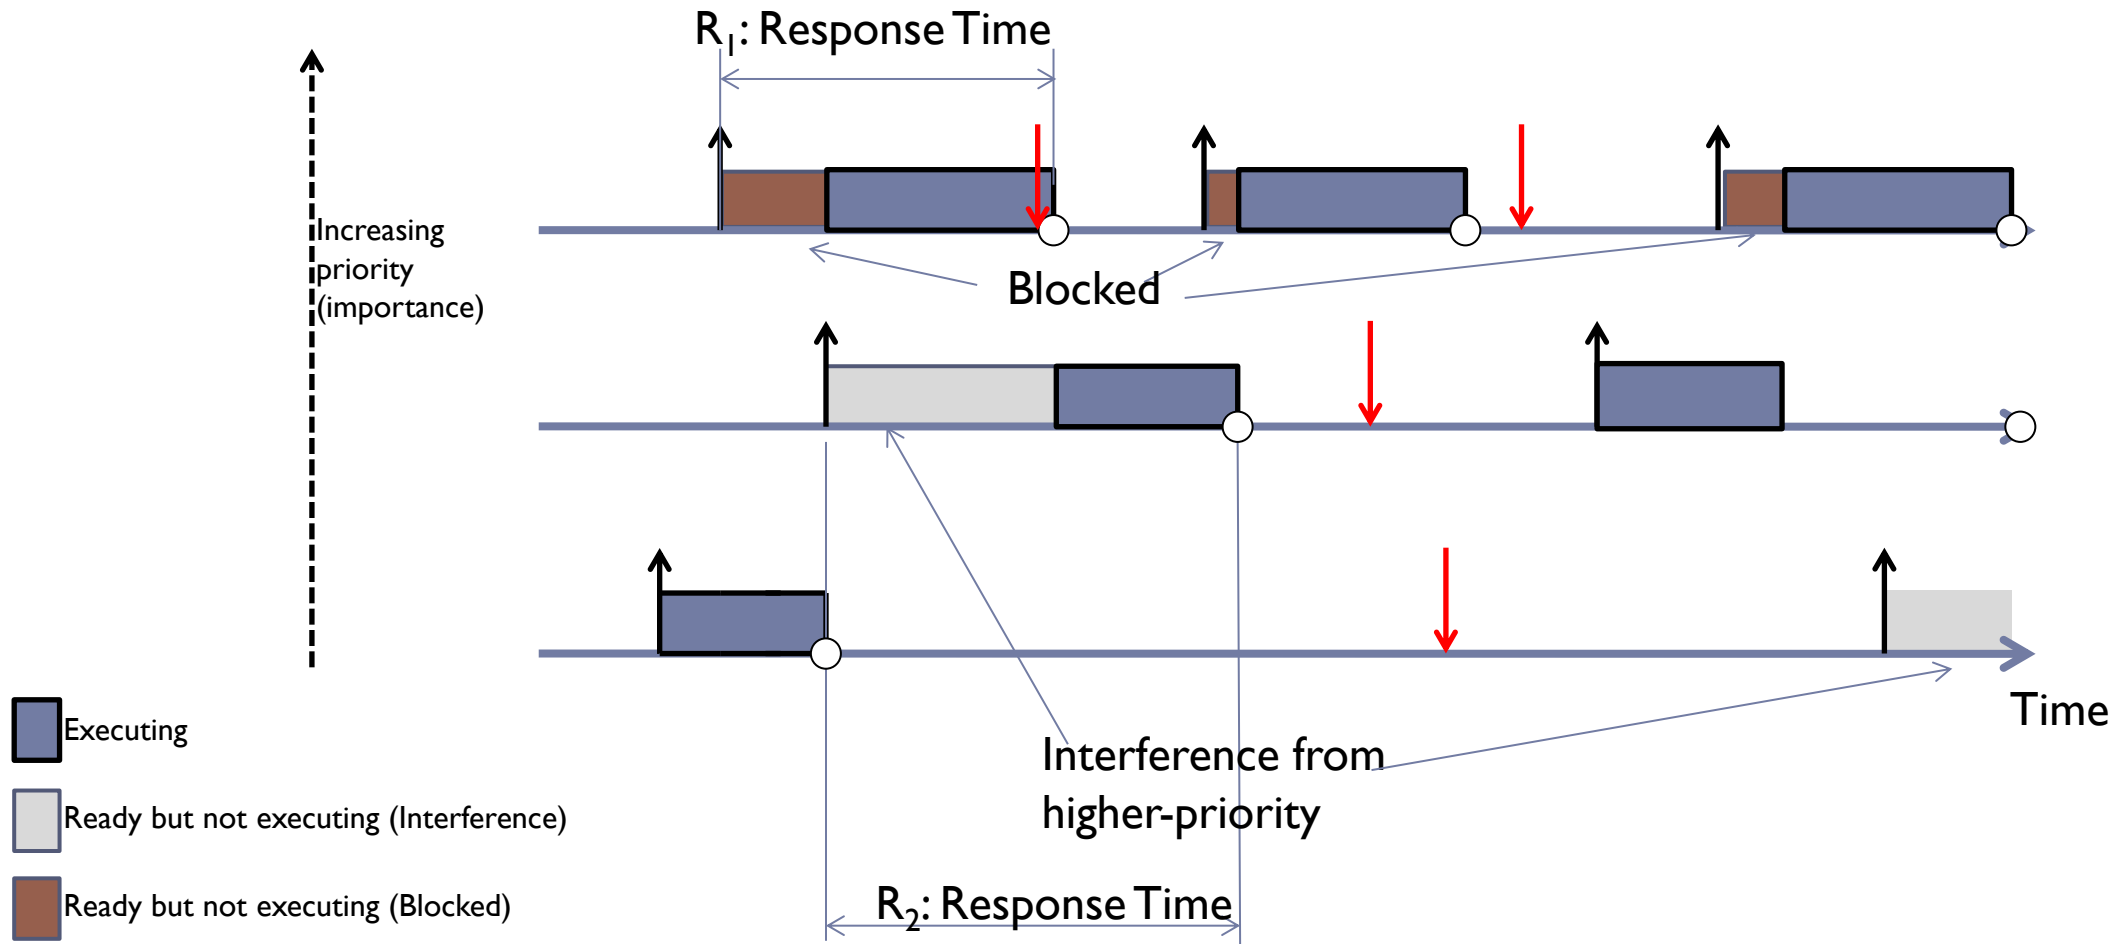 R1: Response Time
Increasing
priority
(importance)
Blocked
Time
Executing
Interference from
higher-priority
Ready but not executing (Interference)
R2: Response Time
Ready but not executing (Blocked)